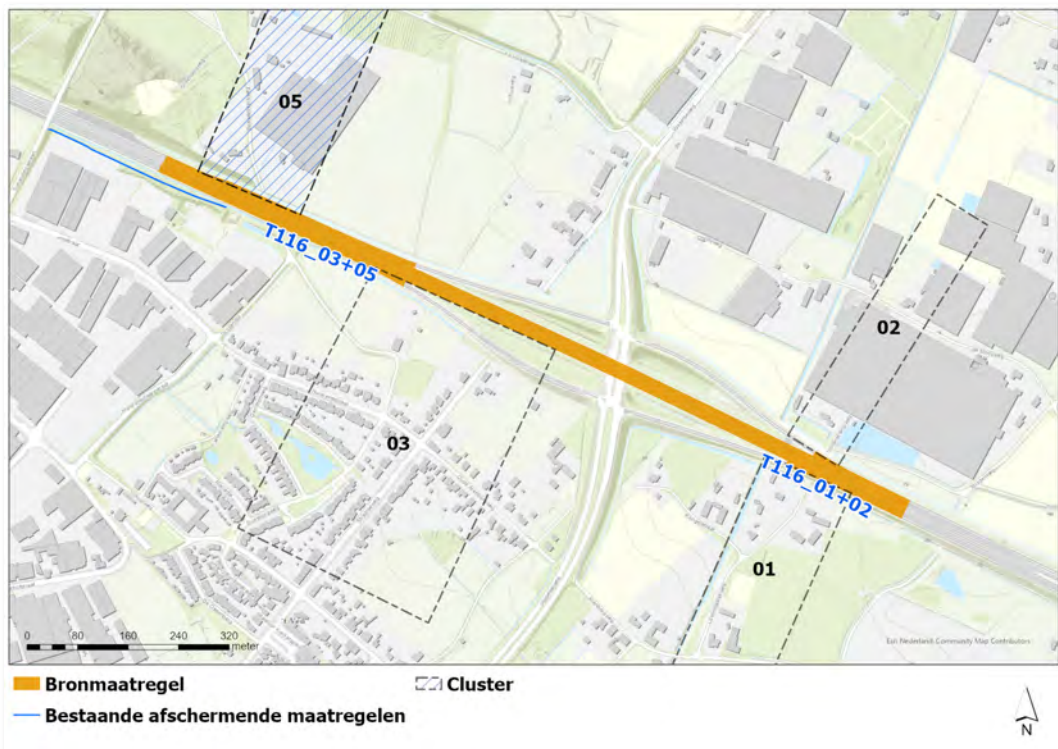 05
T116_03+05
02
03
T116_01+02
01
0 80 160 240 320
meter
Esri Nederland, Community Map Contributors
Bronmaatregel
Cluster
Bestaande afschermende maatregelen
N